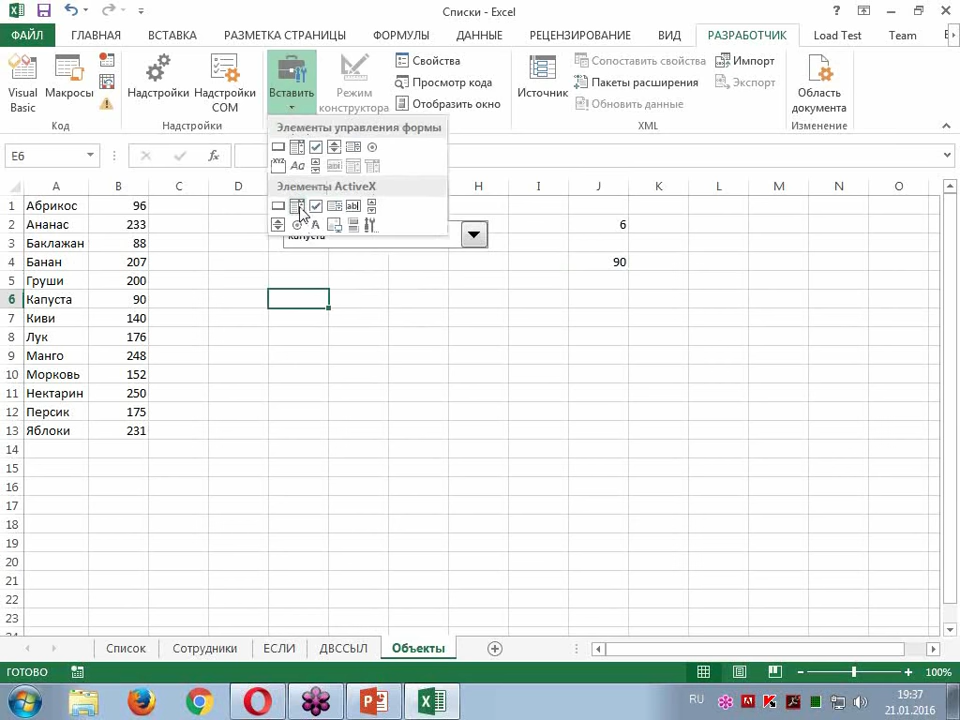 Списки - Excel
ФАЙЛ ГЛАВНАЯ ВСТАВКА РАЗМЕТКА СТРАНИЦЫ ФОРМУЛЫ ДАННЫЕ РЕЦЕНЗИРОВАНИЕ ВИД РАЗРАБОТЧИК Load Test Team
Visual Basic
Макросы
Код
Надстройки
Надстройки COM
Надстройки
Вставить
Режим конструктора
Свойства
Просмотр кода
Отобразить окно
Источник
Сопоставить свойства
Пакеты расширения
Обновить данные
Импорт
Экспорт
XML
Область документа
Изменение
Элементы управления формы
XYZ Aa ab|
Элементы ActiveX
ab| A
E6 fx
A B C D H I J K L M N O
1 Абрикос 96
2 Ананас 233 6
3 Баклажан 88 капуста
4 Банан 207 90
5 Груши 200
6 Капуста 90
7 Киви 140
8 Лук 176
9 Манго 248
10 Морковь 152
11 Нектарин 250
12 Персик 175
13 Яблоки 231
14
15
16
17
18
19
20
21
22
23
Список Сотрудники ЕСЛИ ДВССЫЛ Объекты
ГОТОВО 100%
RU 19:37
21.01.2016